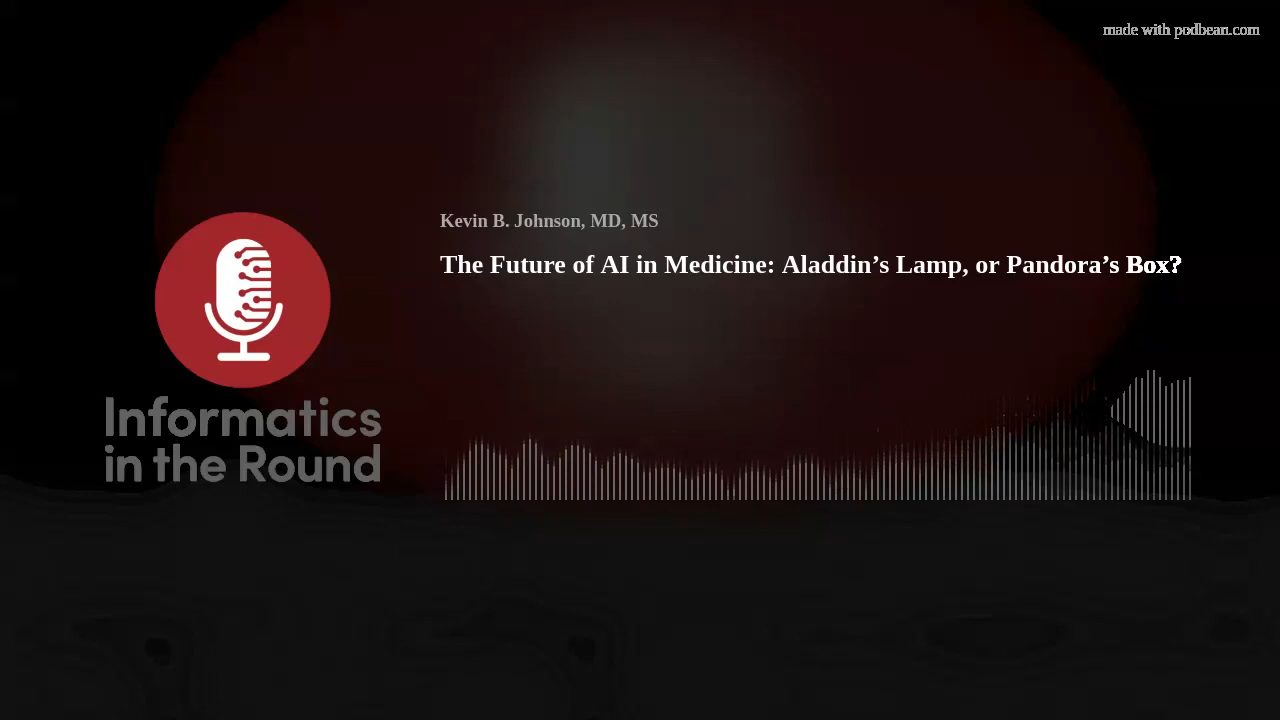 made with podbean.com
Kevin B. Johnson, MD, MS
The Future of AI in Medicine: Aladdin’s Lamp, or Pandora’s Box?
Informatics
in the Round